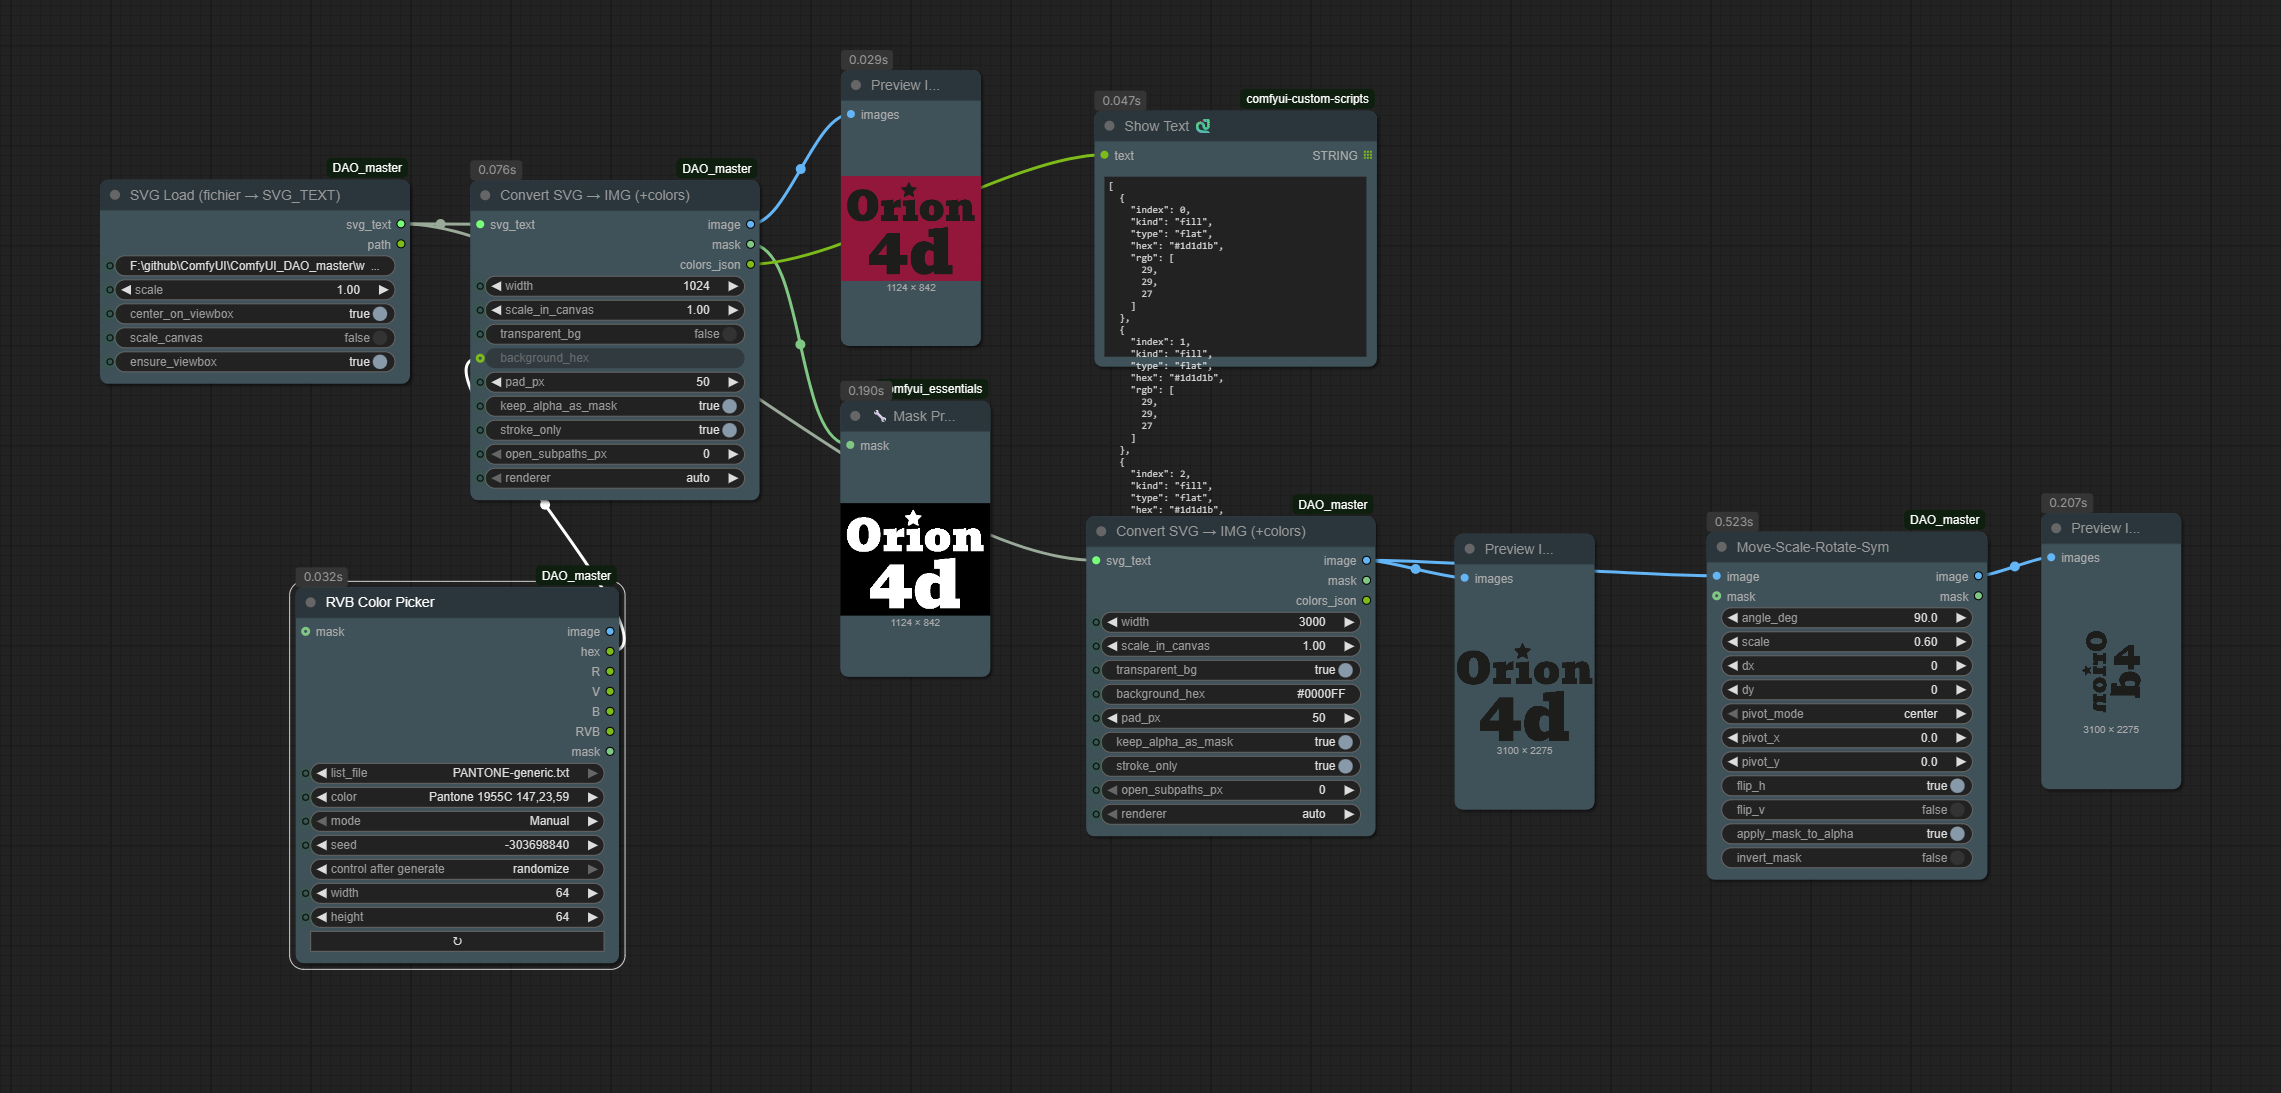 DAO_master
SVG Load (fichier → SVG_TEXT)
svg_text
path
F:\github\ComfyUI\ComfyUI_DAO_master\w ...
scale 1.00
center_on_viewbox true
scale_canvas false
ensure_viewbox true
0.076s
DAO_master
Convert SVG → IMG (+colors)
svg_text
image
mask
colors_json
width 1024
scale_in_canvas 1.00
transparent_bg false
background_hex
pad_px 50
keep_alpha_as_mask true
stroke_only true
open_subpaths_px 0
renderer auto
0.032s
DAO_master
RVB Color Picker
mask
image
hex
R
V
B
RVB
mask
list_file PANTONE-generic.txt
color Pantone 1955C 147,23,59
mode Manual
seed -303698840
control after generate randomize
width 64
height 64
0.029s
Preview I...
images
Orion
4d
1124 × 842
0.190s
omfyui_essentials
Mask Pr...
mask
Orion
4d
1124 × 842
0.047s
comfyui-custom-scripts
Show Text
text
STRING
[
{
"index": 0,
"kind": "fill",
"type": "flat",
"hex": "#1d1d1b",
"rgb": [
29,
29,
27
]
},
{
"index": 1,
"kind": "fill",
"type": "flat",
"hex": "#1d1d1b",
"rgb": [
29,
29,
27
]
},
{
"index": 2,
"kind": "fill",
"type": "flat",
"hex": "#1d1d1b",
DAO_master
Convert SVG → IMG (+colors)
svg_text
image
mask
colors_json
width 3000
scale_in_canvas 1.00
transparent_bg true
background_hex #0000FF
pad_px 50
keep_alpha_as_mask true
stroke_only true
open_subpaths_px 0
renderer auto
Preview I...
images
Orion
4d
3100 × 2275
0.523s
DAO_master
Move-Scale-Rotate-Sym
image
mask
image
mask
angle_deg 90.0
scale 0.60
dx 0
dy 0
pivot_mode center
pivot_x 0.0
pivot_y 0.0
flip_h true
flip_v false
apply_mask_to_alpha true
invert_mask false
0.207s
Preview I...
images
Orion
4d
3100 × 2275